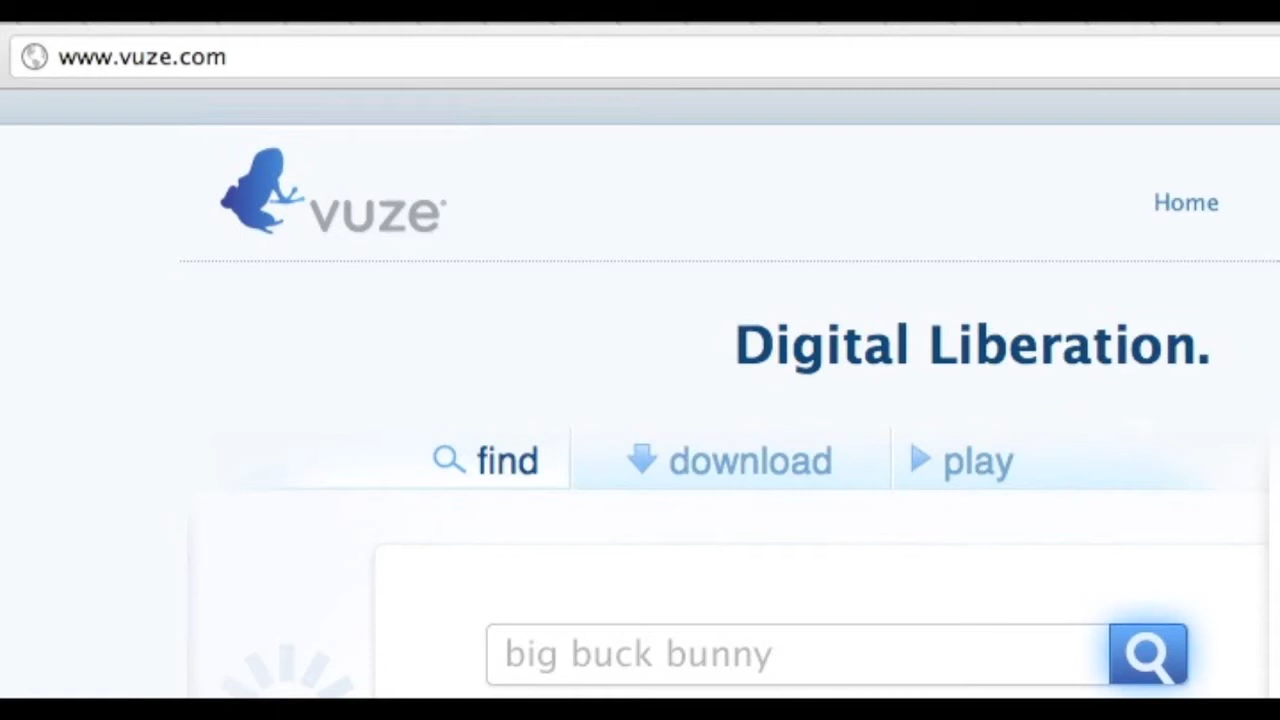 www.vuze.com
vuze
Home
Digital Liberation.
find
download
play
big buck bunny